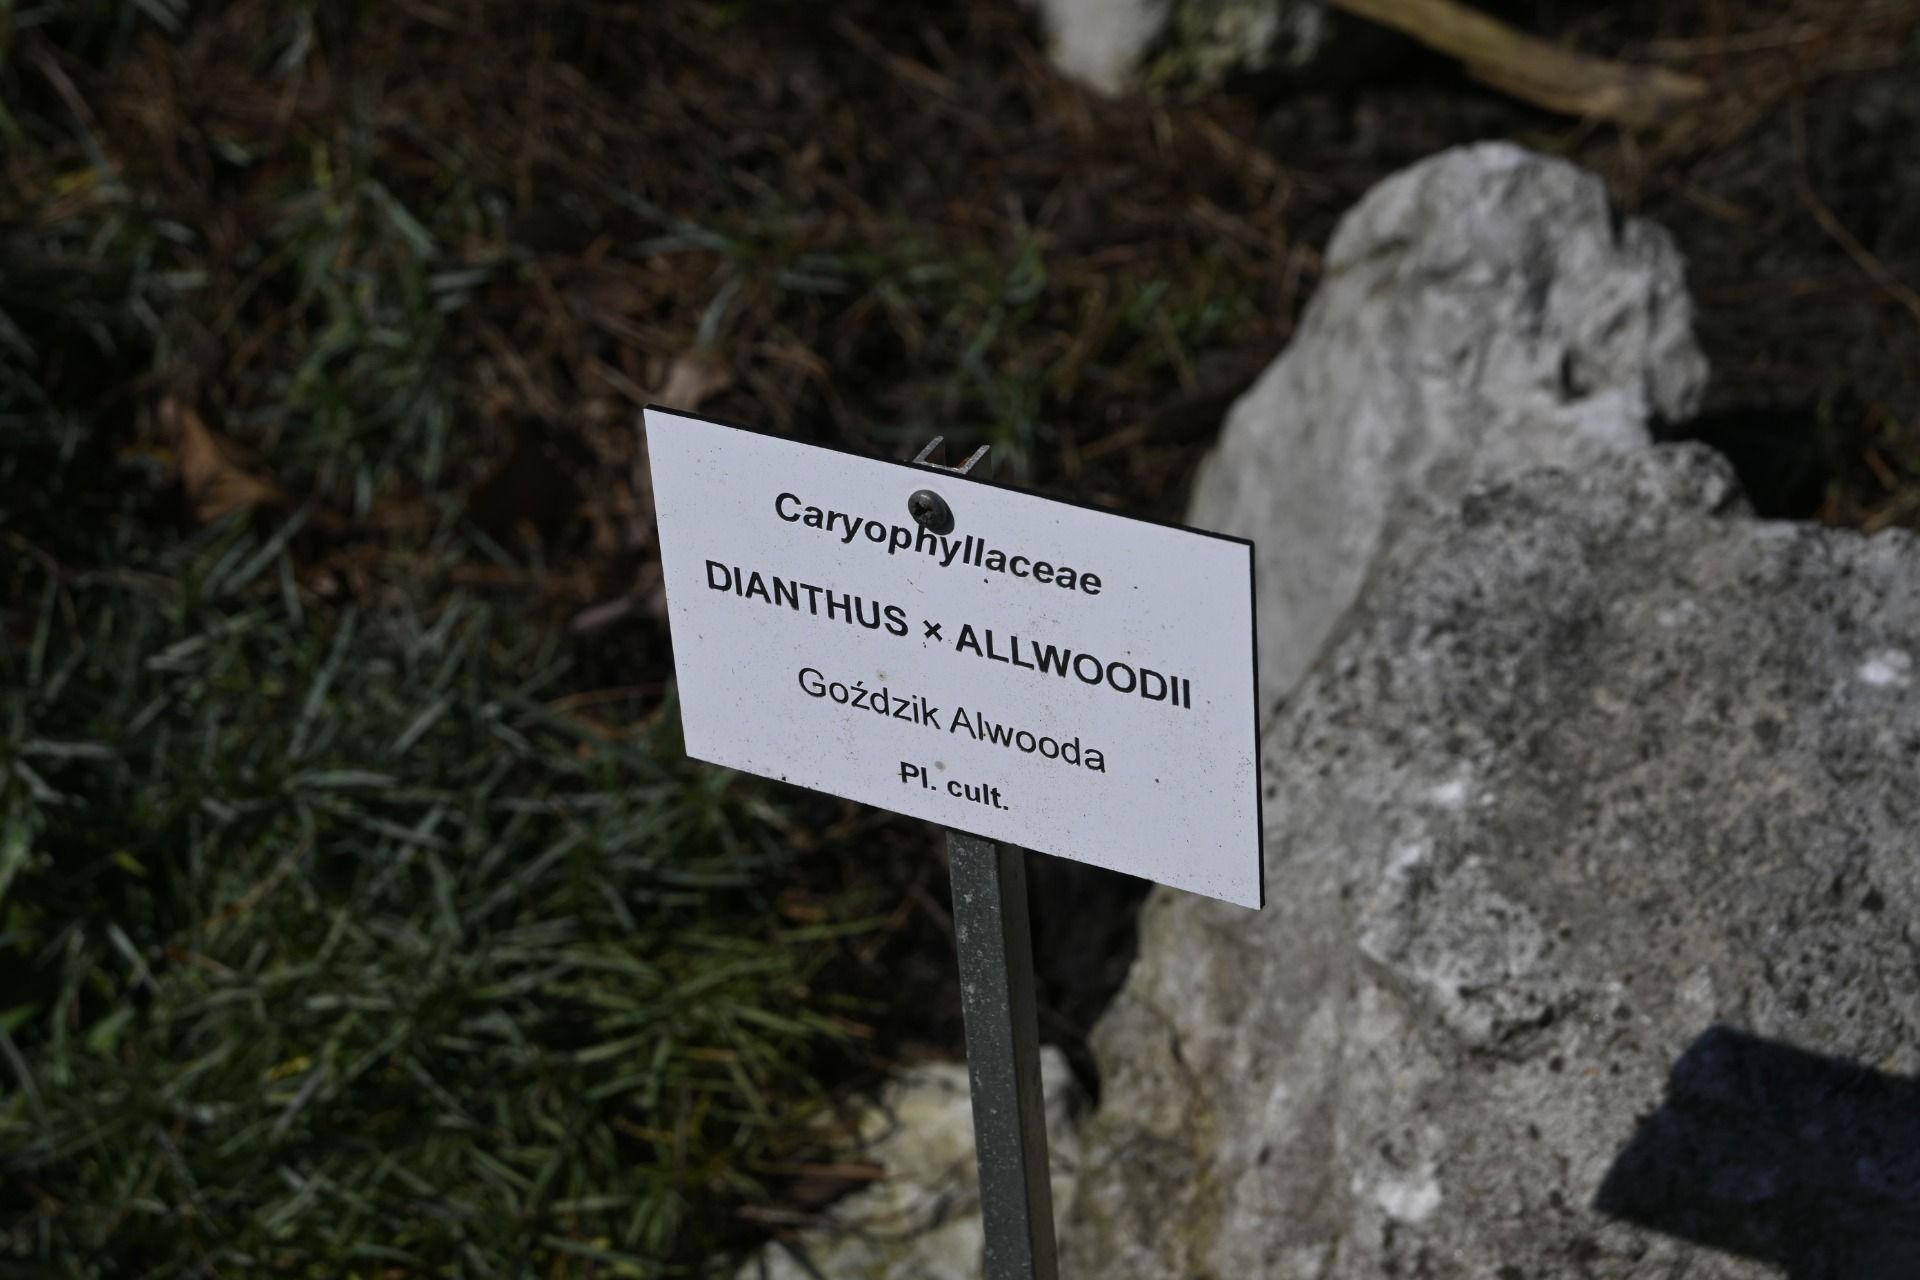 Caryophyllaceae
DIANTHUS × ALLWOODII
Goździk Alwooda
Pl. cult.